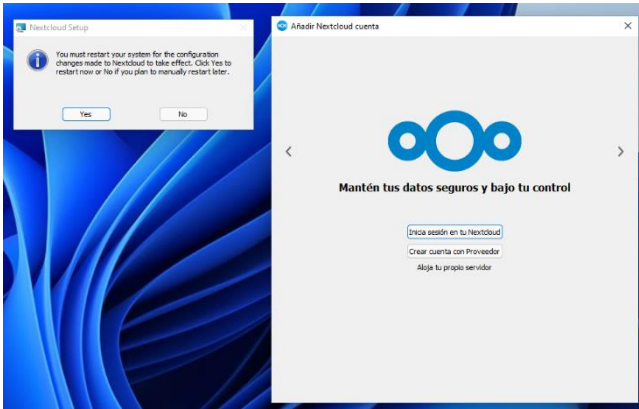 Nextcloud Setup
You must restart your system for the configuration
changes made to Nextcloud to take effect. Click Yes to
restart now or No if you plan to manually restart later.
Yes
No
Añadir Nextcloud cuenta
Mantén tus datos seguros y bajo tu control
Inicia sesión en tu Nextcloud
Crear cuenta con Proveedor
Aloja tu propio servidor